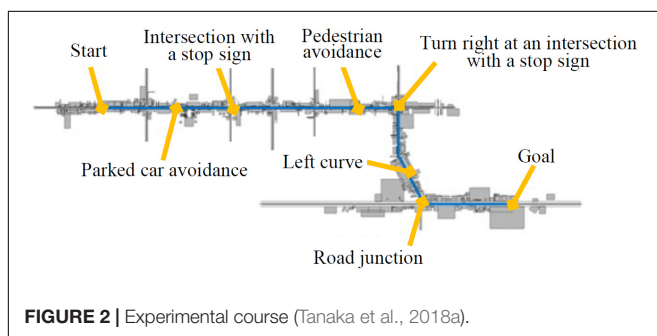 Start
Intersection with
a stop sign
Pedestrian
avoidance
Turn right at an intersection
with a stop sign
Parked car avoidance
Left curve
Goal
Road junction
FIGURE 2 | Experimental course (Tanaka et al., 2018a).